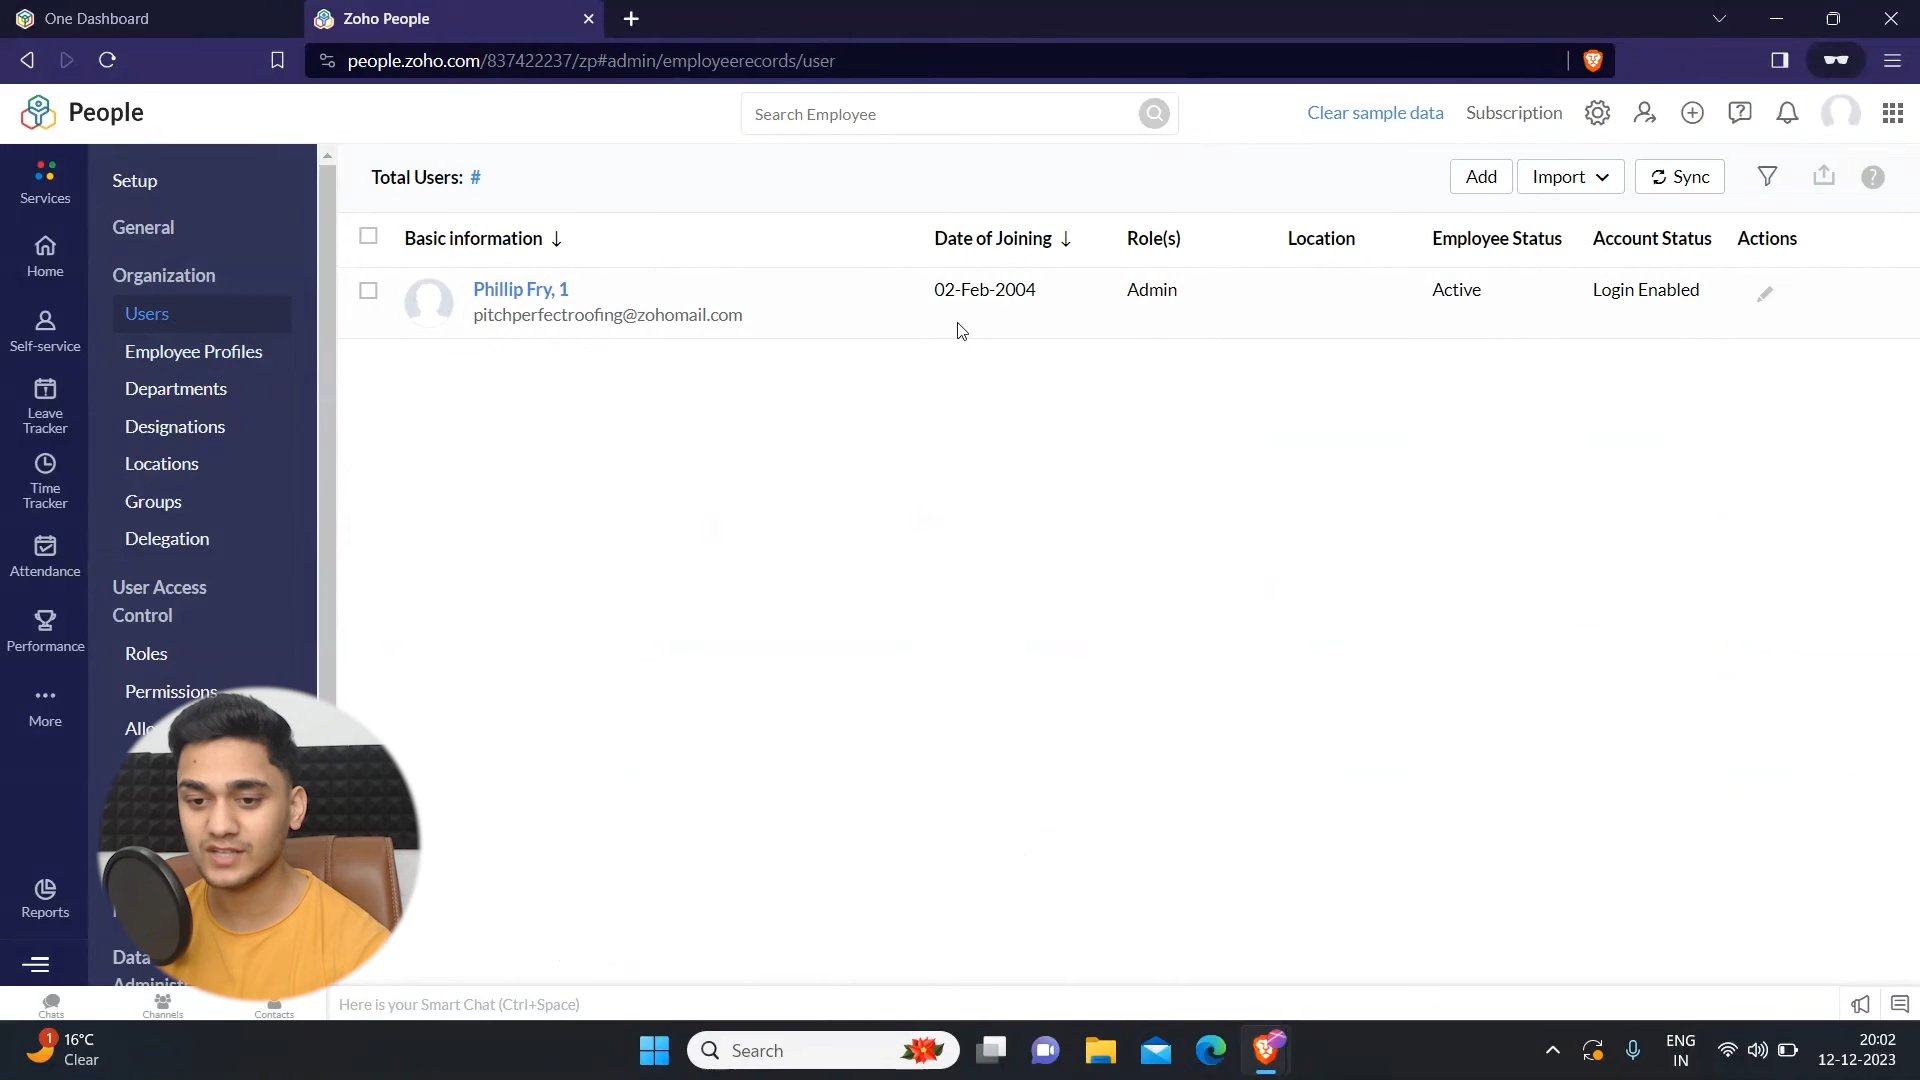 One Dashboard
Zoho People
people.zoho.com/837422237/zp#admin/employeerecords/user
People
Search Employee
Clear sample data
Subscription
Services
Home
Self-service
Leave
Tracker
Time
Tracker
Attendance
Performance
More
Reports
Setup
General
Organization
Users
Employee Profiles
Departments
Designations
Locations
Groups
Delegation
User Access
Control
Roles
Permissions
Data
Total Users: #
Add
Import
Sync
Basic information
Date of Joining
Role(s)
Location
Employee Status
Account Status
Actions
Phillip Fry, 1
02-Feb-2004
Admin
Active
Login Enabled
pitchperfectroofing@zohomail.com
Chats
Channels
Contacts
Here is your Smart Chat (Ctrl+Space)
1
16°C
Clear
Search
ENG
IN
20:02
12-12-2023